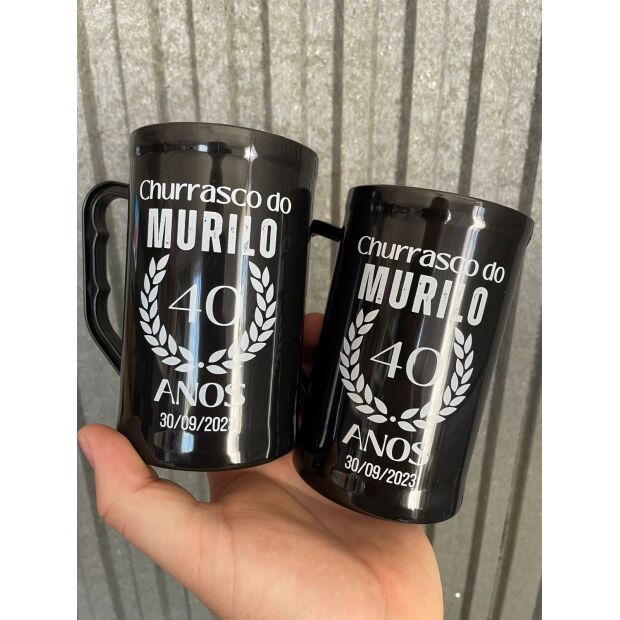 Churrasco do
MURILO
40
ANOS
30/09/2023
Churrasco do
MURILO
40
ANOS
30/09/2023